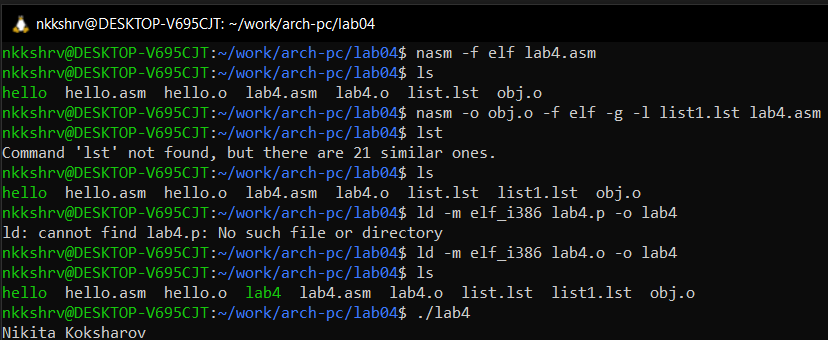 nkkshrv@DESKTOP-V695CJT: ~/work/arch-pc/lab04
nkkshrv@DESKTOP-V695CJT:~/work/arch-pc/lab04$ nasm -f elf lab4.asm
nkkshrv@DESKTOP-V695CJT:~/work/arch-pc/lab04$ ls
hello  hello.asm  hello.o  lab4.asm  lab4.o  list.lst  obj.o
nkkshrv@DESKTOP-V695CJT:~/work/arch-pc/lab04$ nasm -o obj.o -f elf -g -l list1.lst lab4.asm
nkkshrv@DESKTOP-V695CJT:~/work/arch-pc/lab04$ lst
Command 'lst' not found, but there are 21 similar ones.
nkkshrv@DESKTOP-V695CJT:~/work/arch-pc/lab04$ ls
hello  hello.asm  hello.o  lab4.asm  lab4.o  list.lst  list1.lst  obj.o
nkkshrv@DESKTOP-V695CJT:~/work/arch-pc/lab04$ ld -m elf_i386 lab4.p -o lab4
ld: cannot find lab4.p: No such file or directory
nkkshrv@DESKTOP-V695CJT:~/work/arch-pc/lab04$ ld -m elf_i386 lab4.o -o lab4
nkkshrv@DESKTOP-V695CJT:~/work/arch-pc/lab04$ ls
hello  hello.asm  hello.o  lab4  lab4.asm  lab4.o  list.lst  list1.lst  obj.o
nkkshrv@DESKTOP-V695CJT:~/work/arch-pc/lab04$ ./lab4
Nikita Koksharov